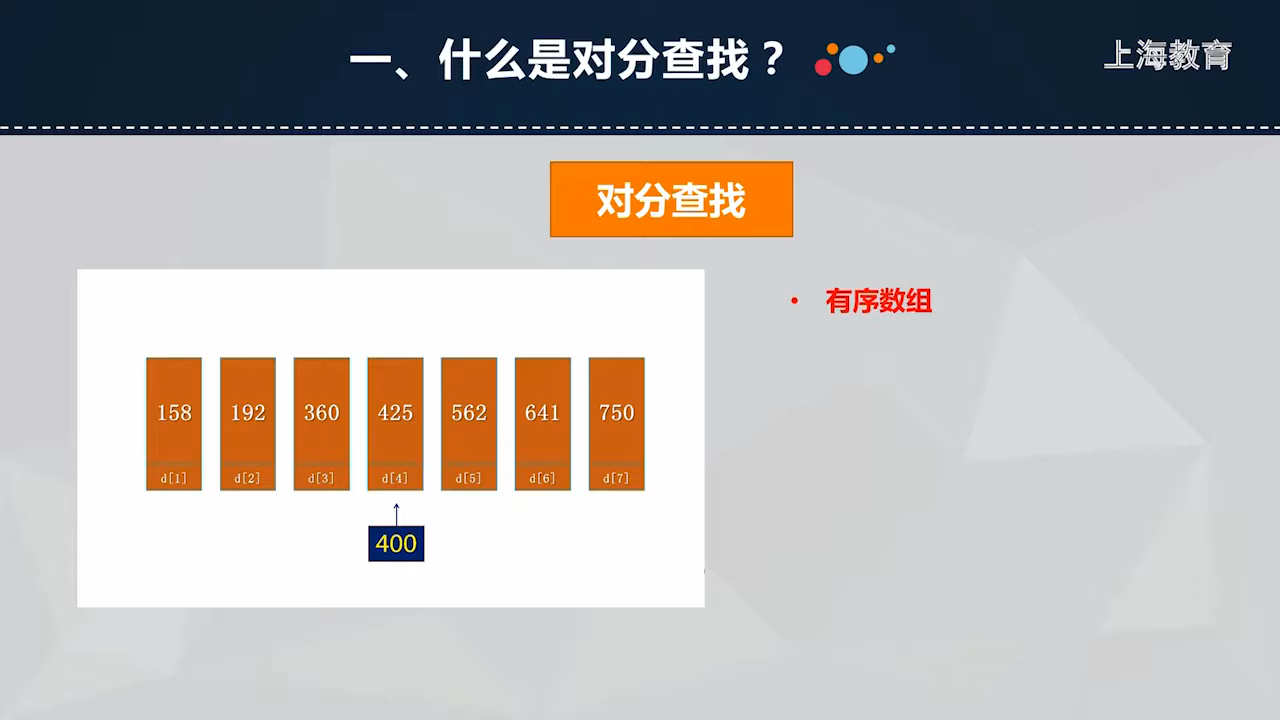 一、什么是对分查找？
上海教育
对分查找
• 有序数组
158 192 360 425 562 641 750
d[1] d[2] d[3] d[4] d[5] d[6] d[7]
400